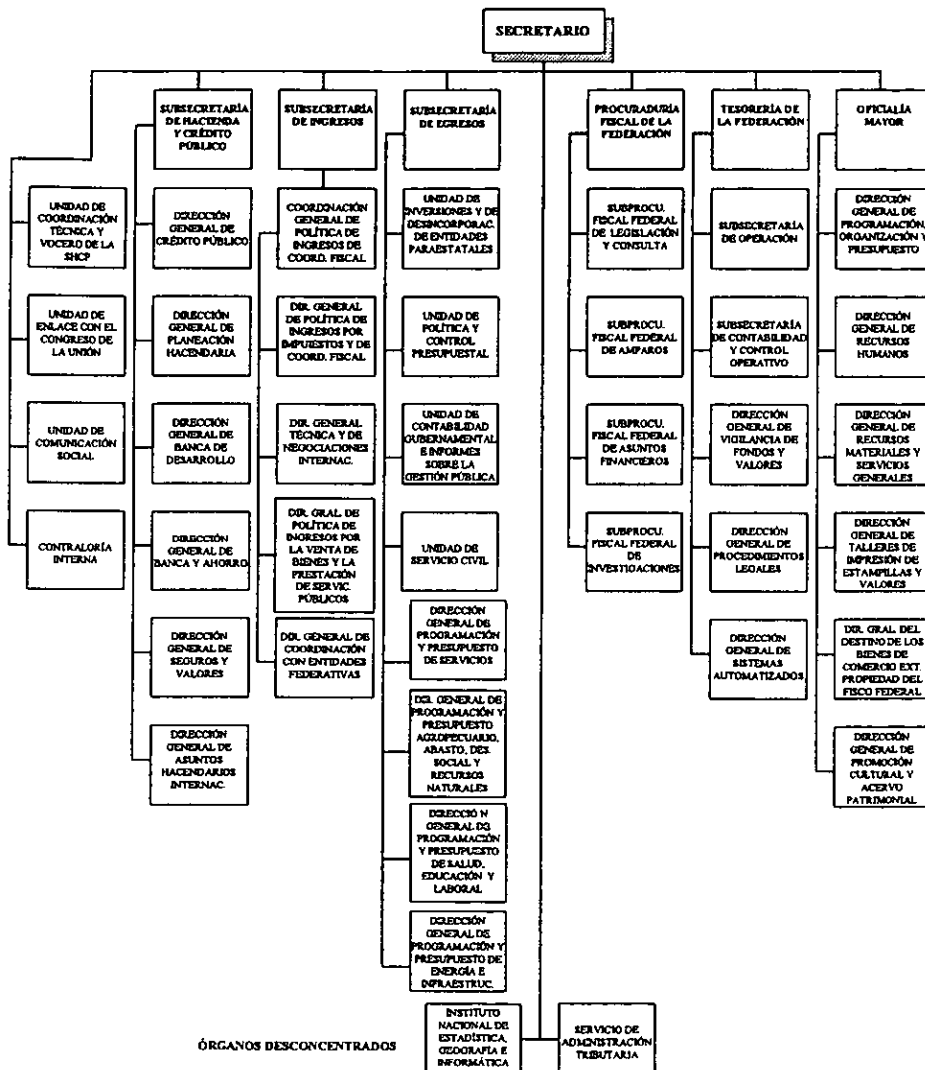 SECRETARIO
SUBSECRETARÍA
DE HACIENDA
Y CRÉDITO
PÚBLICO
SUBSECRETARÍA
DE INGRESOS
SUBSECRETARÍA
DE EGRESOS
PROCURADURÍA
FISCAL DE LA
FEDERACIÓN
TESORERÍA DE
LA FEDERACIÓN
OFICIALÍA
MAYOR
UNIDAD DE
COORDINACIÓN
TÉCNICA Y
VOCERO DE LA
SHCP
UNIDAD DE
ENLACE CON EL
CONGRESO DE
LA UNIÓN
UNIDAD DE
COMUNICACIÓN
SOCIAL
CONTRALORÍA
INTERNA
DIRECCIÓN
GENERAL DE
CRÉDITO PÚBLICO
DIRECCIÓN
GENERAL DE
PLANEACIÓN
HACENDARIA
DIRECCIÓN
GENERAL DE
BANCA DE
DESARROLLO
DIRECCIÓN
GENERAL DE
BANCA Y AHORRO
DIRECCIÓN
GENERAL DE
SEGUROS Y
VALORES
DIRECCIÓN
GENERAL DE
ASUNTOS
HACENDARIOS
INTERNAC.
COORDINACIÓN
GENERAL DE
POLÍTICA DE
INGRESOS DE
COORD. FISCAL
DIR. GENERAL
DE POLÍTICA DE
INGRESOS POR
IMPUESTOS Y DE
COORD. FISCAL
DIR. GENERAL
TÉCNICA Y DE
NEGOCIACIONES
INTERNAC.
DIR. GRAL. DE
POLÍTICA DE
INGRESOS POR
LA VENTA DE
BIENES Y LA
PRESTACIÓN
DE SERVIC.
PÚBLICOS
DIR. GENERAL DE
COORDINACIÓN
CON ENTIDADES
FEDERATIVAS
UNIDAD DE
INVERSIONES Y DE
DESINCORPORAC.
DE ENTIDADES
PARAESTATALES
UNIDAD DE
POLÍTICA Y
CONTROL
PRESUPUESTAL
UNIDAD DE
CONTABILIDAD
GUBERNAMENTAL
E INFORMES
SOBRE LA
GESTIÓN PÚBLICA
UNIDAD DE
SERVICIO CIVIL
DIRECCIÓN
GENERAL DE
PROGRAMACIÓN
Y PRESUPUESTO
DE SERVICIOS
DIR. GENERAL DE
PROGRAMACIÓN Y
PRESUPUESTO
AGROPECUARIO,
ABASTO, DES.
SOCIAL Y
RECURSOS
NATURALES
DIRECCIÓN
GENERAL DE
PROGRAMACIÓN
Y PRESUPUESTO
DE SALUD,
EDUCACIÓN Y
LABORAL
DIRECCIÓN
GENERAL DE
PROGRAMACIÓN Y
PRESUPUESTO DE
ENERGÍA E
INFRAESTRUC.
SUBPROCU.
FISCAL FEDERAL
DE LEGISLACIÓN
Y CONSULTA
SUBPROCU.
FISCAL FEDERAL
DE AMPAROS
SUBPROCU.
FISCAL FEDERAL
DE ASUNTOS
FINANCIEROS
SUBPROCU.
FISCAL FEDERAL
DE
INVESTIGACIONES
SUBSECRETARÍA
DE OPERACIÓN
SUBSECRETARÍA
DE CONTABILIDAD
Y CONTROL
OPERATIVO
DIRECCIÓN
GENERAL DE
VIGILANCIA DE
FONDOS Y
VALORES
DIRECCIÓN
GENERAL DE
PROCEDIMIENTOS
LEGALES
DIRECCIÓN
GENERAL DE
SISTEMAS
AUTOMATIZADOS
DIRECCIÓN
GENERAL DE
PROGRAMACIÓN,
ORGANIZACIÓN Y
PRESUPUESTO
DIRECCIÓN
GENERAL DE
RECURSOS
HUMANOS
DIRECCIÓN
GENERAL DE
RECURSOS
MATERIALES Y
SERVICIOS
GENERALES
DIRECCIÓN
GENERAL DE
TALLERES DE
IMPRESIÓN DE
ESTAMPILLAS Y
VALORES
DIR. GRAL. DEL
DESTINO DE LOS
BIENES DE
COMERCIO EXT.
PROPIEDAD DEL
FISCO FEDERAL
DIRECCIÓN
GENERAL DE
PROMOCIÓN
CULTURAL Y
ACERVO
PATRIMONIAL
ÓRGANOS DESCONCENTRADOS
INSTITUTO
NACIONAL DE
ESTADÍSTICA,
GEOGRAFÍA E
INFORMÁTICA
SERVICIO DE
ADMINISTRACIÓN
TRIBUTARIA